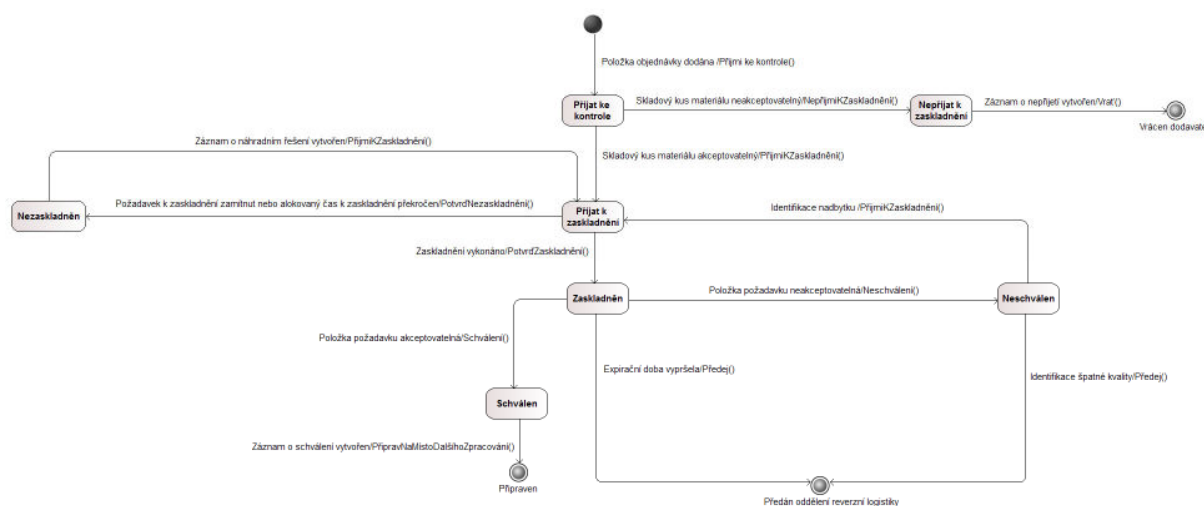 Položka objednávky dodána /Přijmi ke kontrole()
Přijat ke
kontrole
Skladový kus materiálu neakceptovatelný/NepřijmiKZaskladnění()
Nepřijat k
zaskladnění
Záznam o nepřijetí vytvořen/Vrať()
Vrácen dodavate
Záznam o náhradním řešení vytvořen/PřijmiKZaskladnění()
Skladový kus materiálu akceptovatelný/PřijmiKZaskladnění()
Nezaskladněn
Požadavek k zaskladnění zamítnut nebo alokovaný čas k zaskladnění překročen/PotvrďNezaskladnění()
Přijat k
zaskladnění
Identifikace nadbytku /PřijmiKZaskladnění()
Zaskladnění vykonáno/PotvrďZaskladnění()
Zaskladněn
Položka požadavku neakceptovatelná/Neschválení()
Neschválen
Položka požadavku akceptovatelná/Schválení()
Expirační doba vypršela/Předej()
Identifikace špatné kvality/Předej()
Schválen
Záznam o schválení vytvořen/PřipravNaMístoDalšíhoZpracování()
Připraven
Předán oddělení reverzní logistiky